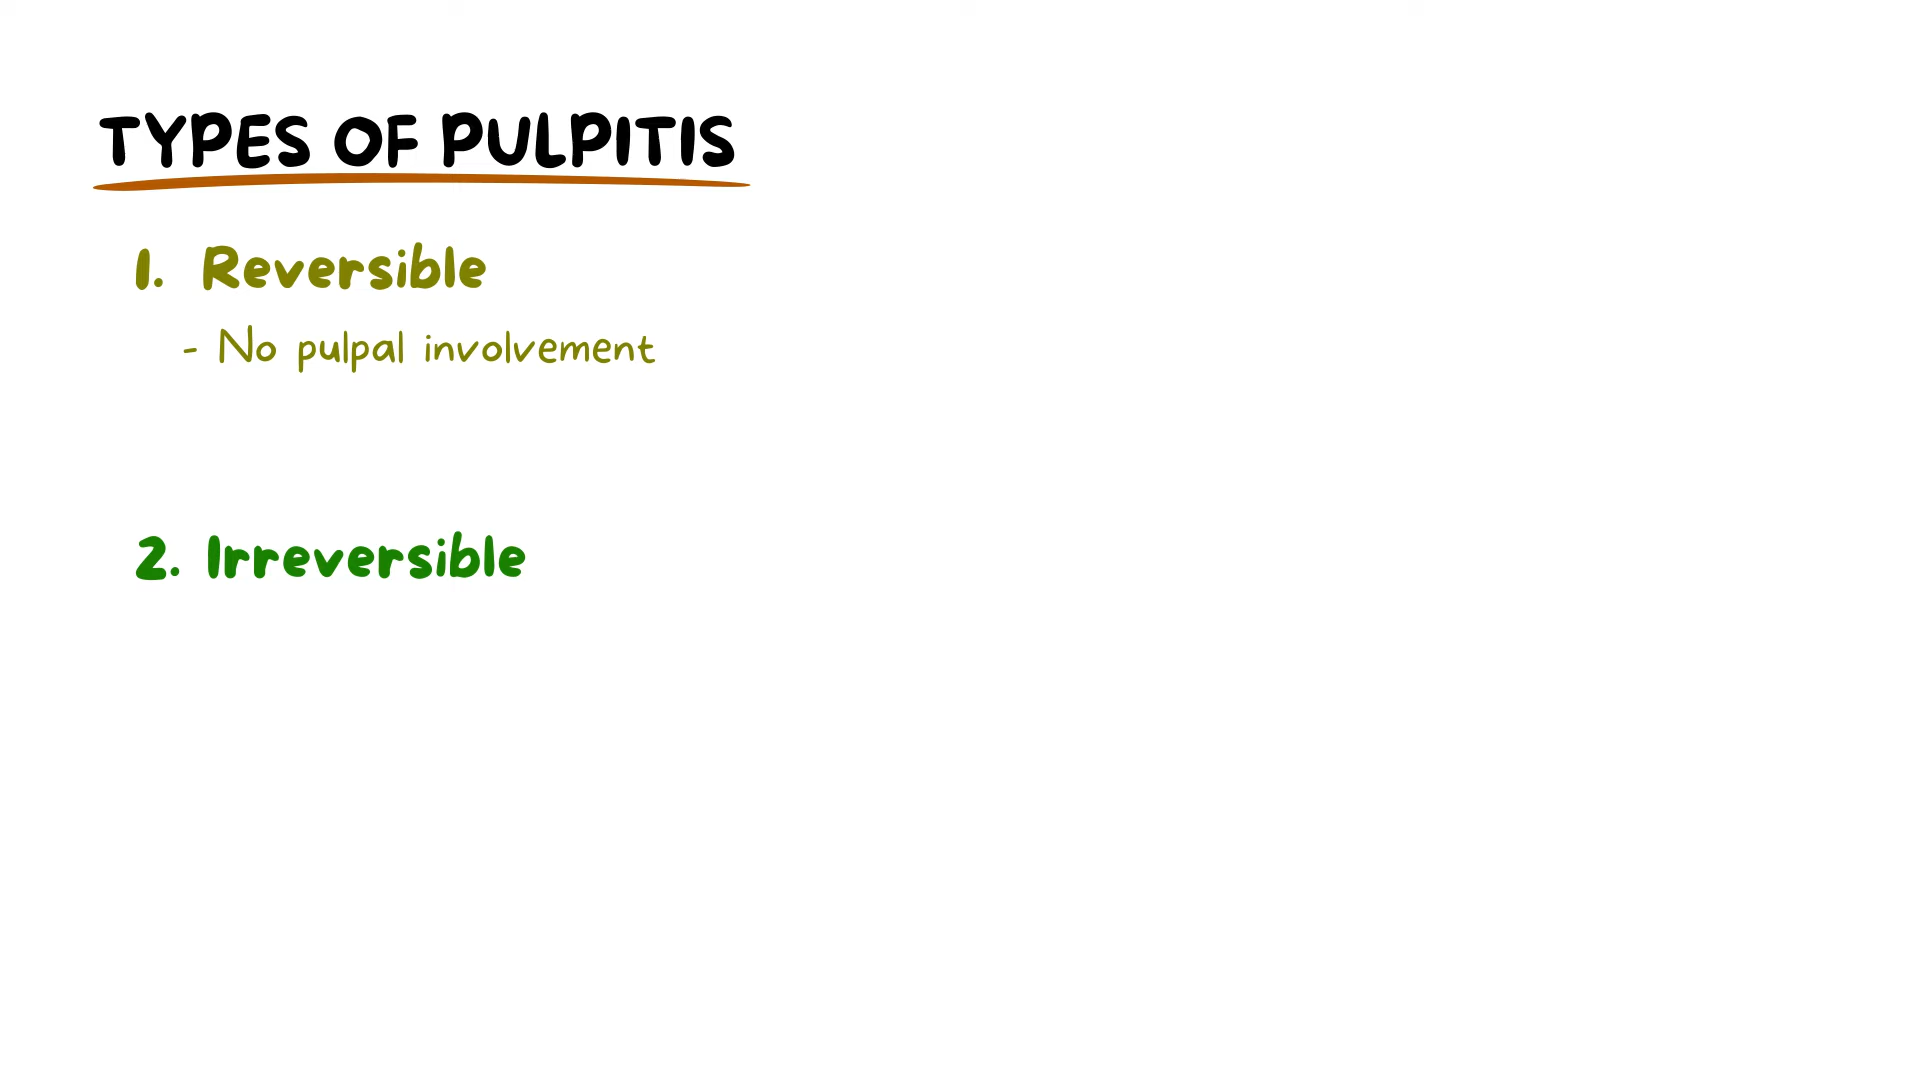 TYPES OF PULPITIS
1. Reversible
- No pulpal involvement
2. Irreversible